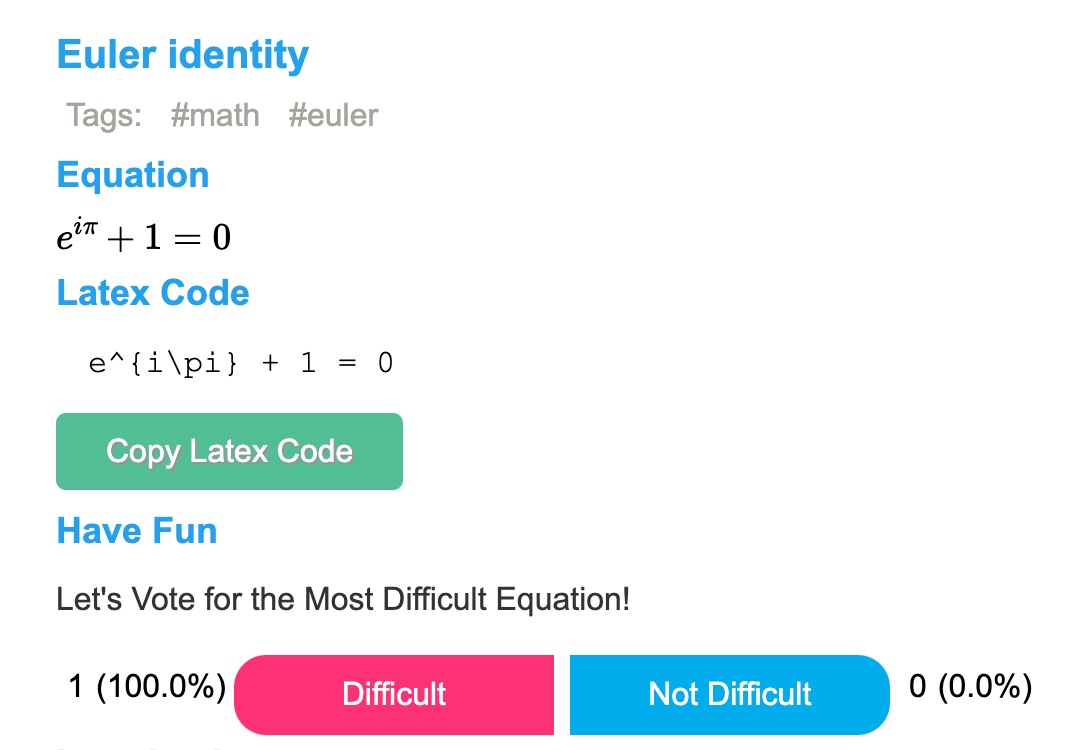 Euler identity
Tags: #math #euler
Equation
e^{iπ} + 1 = 0
Latex Code
e^{i\pi} + 1 = 0
Copy Latex Code
Have Fun
Let's Vote for the Most Difficult Equation!
1 (100.0%) Difficult Not Difficult 0 (0.0%)